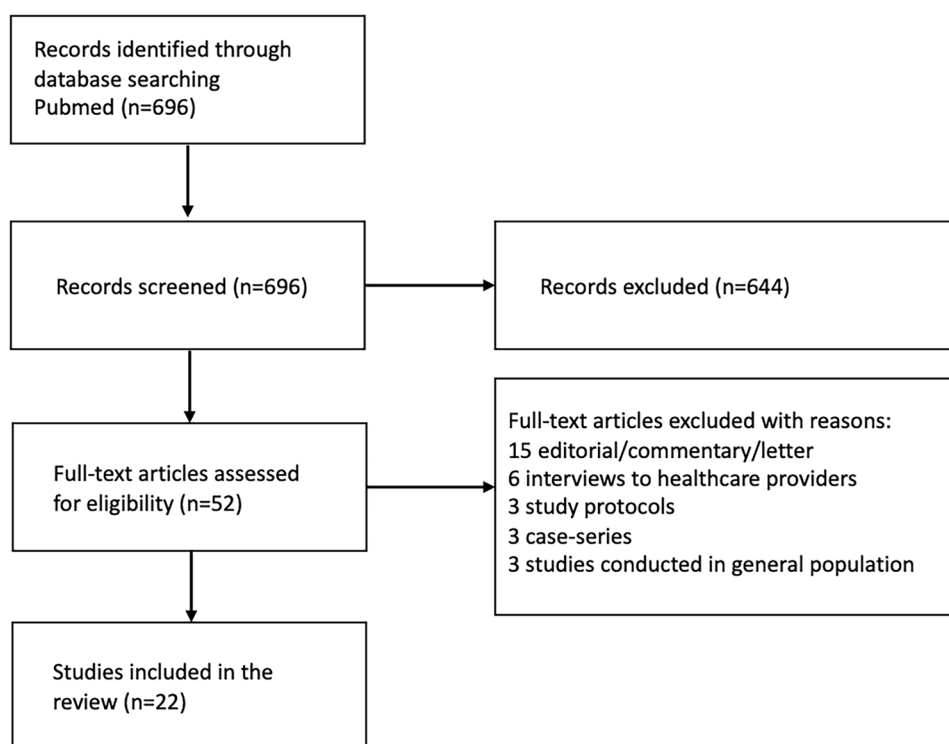 Records identified through
database searching
Pubmed (n=696)
Records screened (n=696)
Records excluded (n=644)
Full-text articles assessed
for eligibility (n=52)
Full-text articles excluded with reasons:
15 editorial/commentary/letter
6 interviews to healthcare providers
3 study protocols
3 case-series
3 studies conducted in general population
Studies included in the
review (n=22)